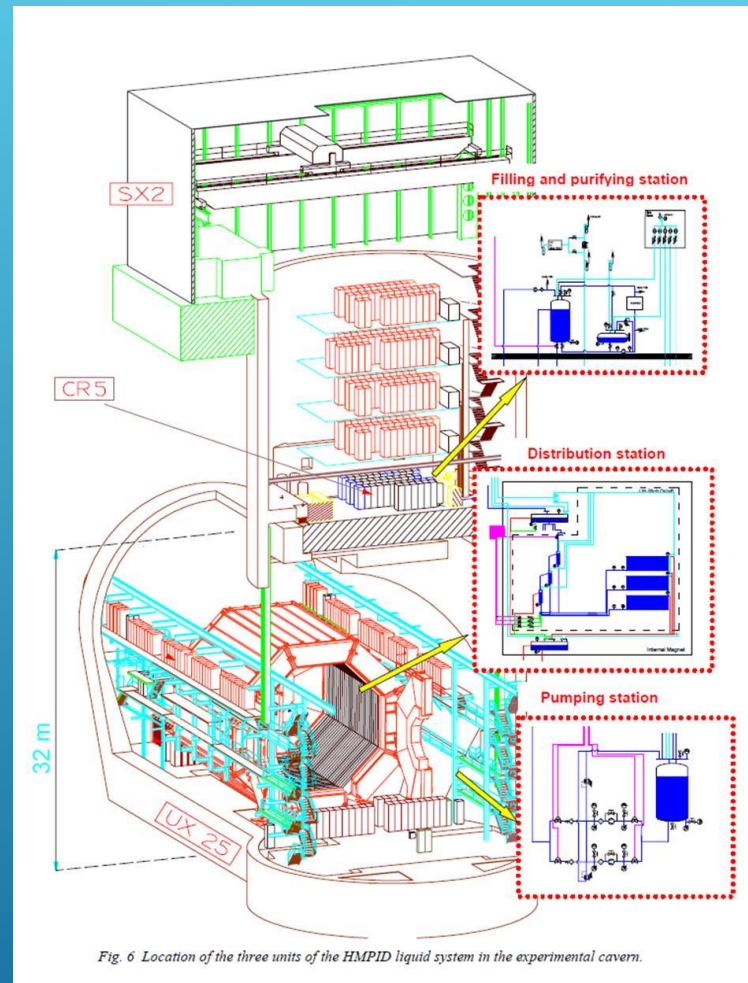 Filling and purifying station
SX2
CR5
Distribution station
Internal Magnet
Pumping station
32 m
UX 25
Fig. 6 Location of the three units of the HMPID liquid system in the experimental cavern.